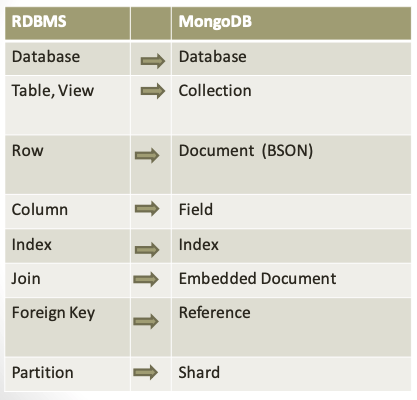 RDBMS MongoDB
Database Database
Table, View Collection
Row Document (BSON)
Column Field
Index Index
Join Embedded Document
Foreign Key Reference
Partition Shard